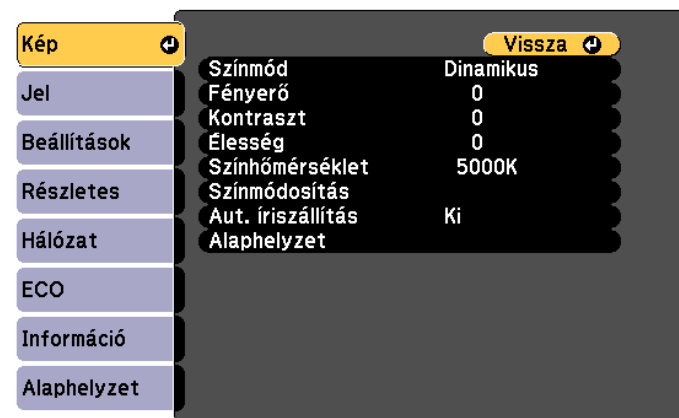 Kép
Jel
Beállítások
Részletes
Hálózat
ECO
Információ
Alaphelyzet
Vissza
Színmód Dinamikus
Fényerő 0
Kontraszt 0
Élesség 0
Színhőmérséklet 5000K
Színmódosítás
Aut. íriszállítás Ki
Alaphelyzet